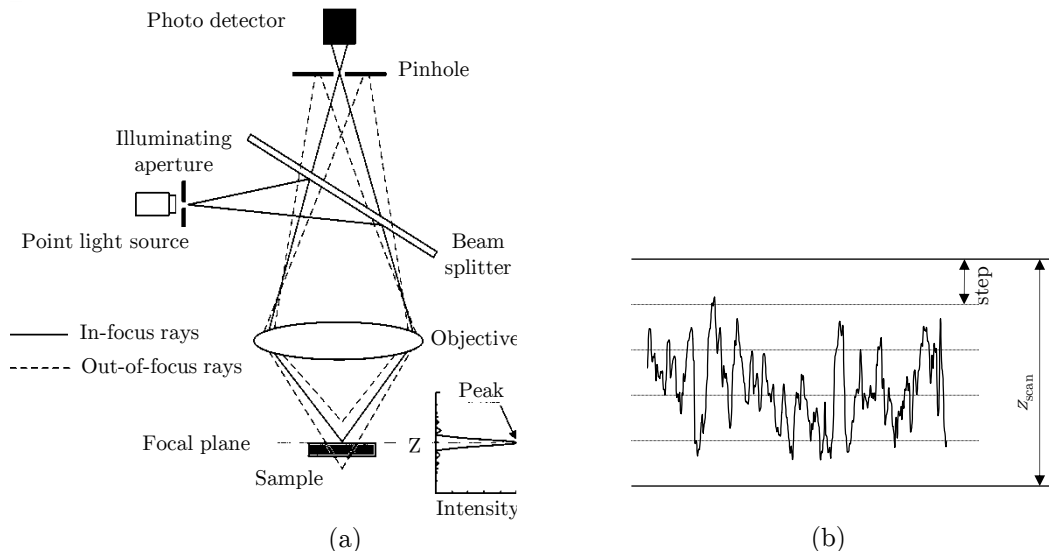 Photo detector
Pinhole
Illuminating
aperture
Point light source
Beam
splitter
In-focus rays
Out-of-focus rays
Objective
Peak
Focal plane
Z
Sample
Intensity
(a)
step
z_scan
(b)